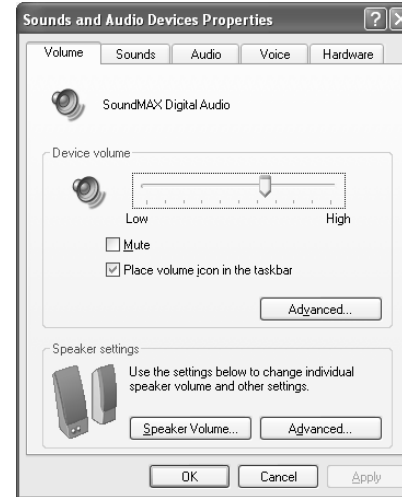 Sounds and Audio Devices Properties
Volume Sounds Audio Voice Hardware
SoundMAX Digital Audio
Device volume
Low High
Mute
Place volume icon in the taskbar
Advanced...
Speaker settings
Use the settings below to change individual
speaker volume and other settings.
Speaker Volume... Advanced...
OK Cancel Apply